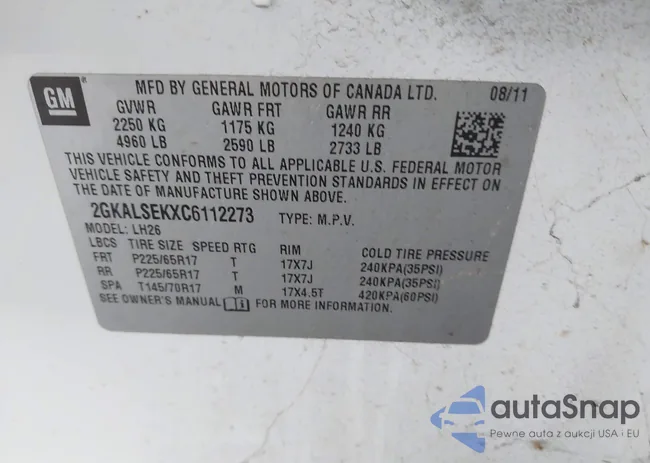 GM
MFD BY GENERAL MOTORS OF CANADA LTD. 08/11
GVWR GAWR FRT GAWR RR
2250 KG 1175 KG 1240 KG
4960 LB 2590 LB 2733 LB
THIS VEHICLE CONFORMS TO ALL APPLICABLE U.S. FEDERAL MOTOR
VEHICLE SAFETY AND THEFT PREVENTION STANDARDS IN EFFECT ON
THE DATE OF MANUFACTURE SHOWN ABOVE.
2GKALSEKXC6112273 TYPE: M.P.V.
MODEL: LH26
LBCS TIRE SIZE SPEED RTG RIM COLD TIRE PRESSURE
FRT P225/65R17 T 17X7J 240KPA(35PSI)
RR P225/65R17 T 17X7J 240KPA(35PSI)
SPA T145/70R17 M 17X4.5T 420KPA(60PSI)
SEE OWNER'S MANUAL FOR MORE INFORMATION.
autaSnap
Pewne auta z aukcji USA i EU